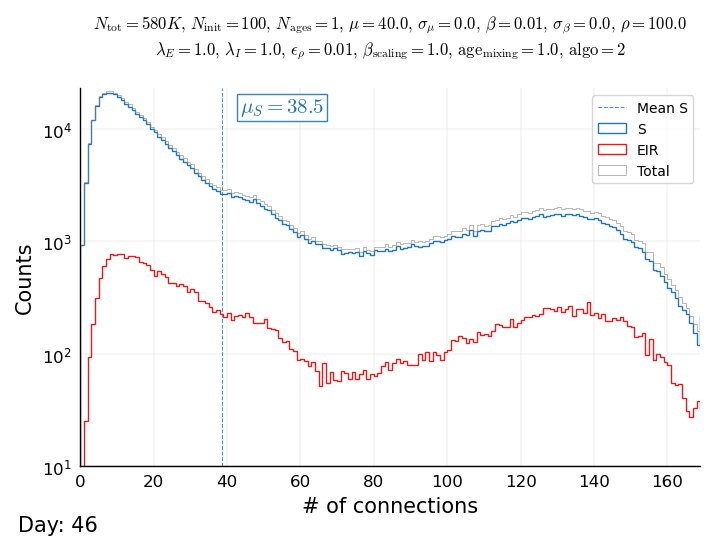 N_tot = 580K, N_init = 100, N_ages = 1, μ = 40.0, σ_μ = 0.0, β = 0.01, σ_β = 0.0, ρ = 100.0
λ_E = 1.0, λ_I = 1.0, ϵ_ρ = 0.01, β_scaling = 1.0, age_mixing = 1.0, algo = 2
μ_S = 38.5
Mean S
S
EIR
Total
10^4
10^3
10^2
10^1
Counts
0 20 40 60 80 100 120 140 160
# of connections
Day: 46